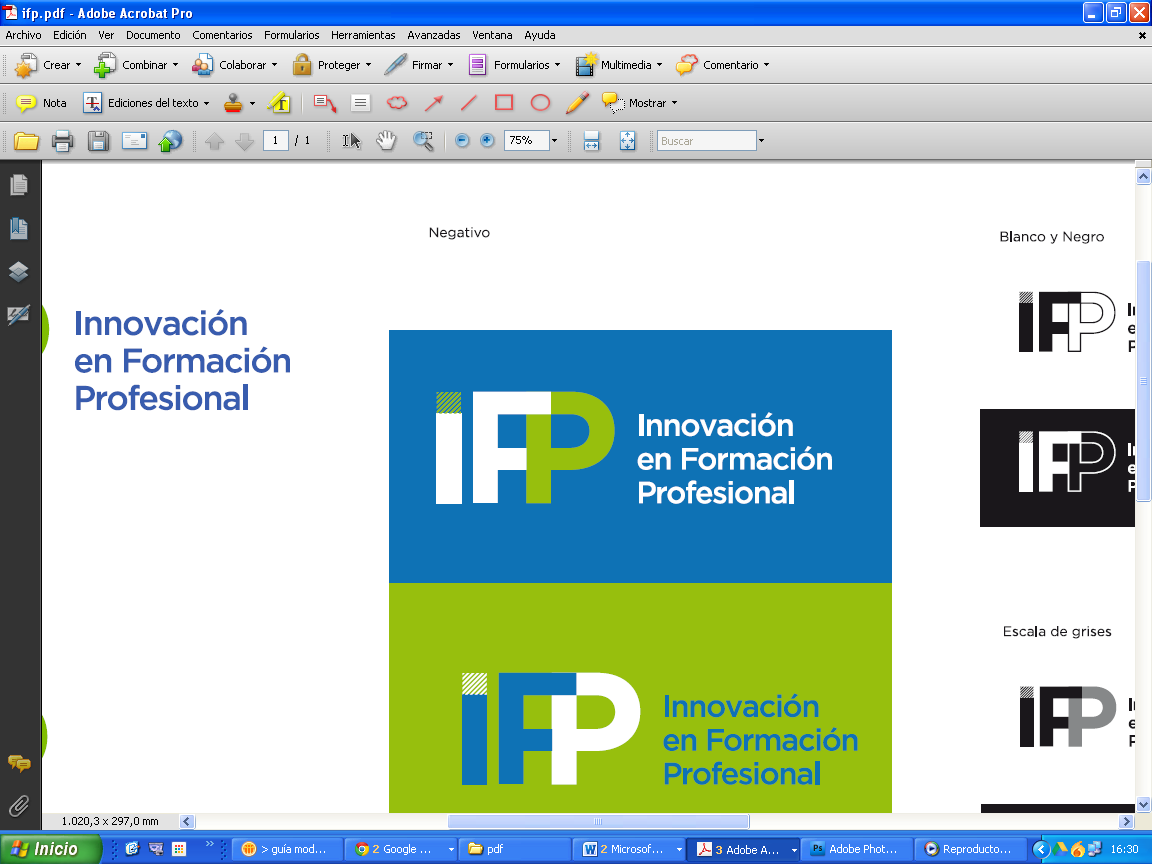 ifp.pdf - Adobe Acrobat Pro
Archivo Edición Ver Documento Comentarios Formularios Herramientas Avanzadas Ventana Ayuda
Crear Combinar Colaborar Proteger Firmar Formularios Multimedia Comentario
Nota Ediciones del texto Mostrar
1 / 1 75% Buscar
Negativo
Blanco y Negro
Innovación
en Formación
Profesional
iFP
Innovación
en Formación
Profesional
iFP
Innovación
en Formación
Profesional
iFP
iFP
Escala de grises
iFP
1.020,3 x 297,0 mm
Inicio > guía mod... 2 Google ... pdf 2 Microsof... 3 Adobe A... Adobe Phot... Reproducto... 16:30